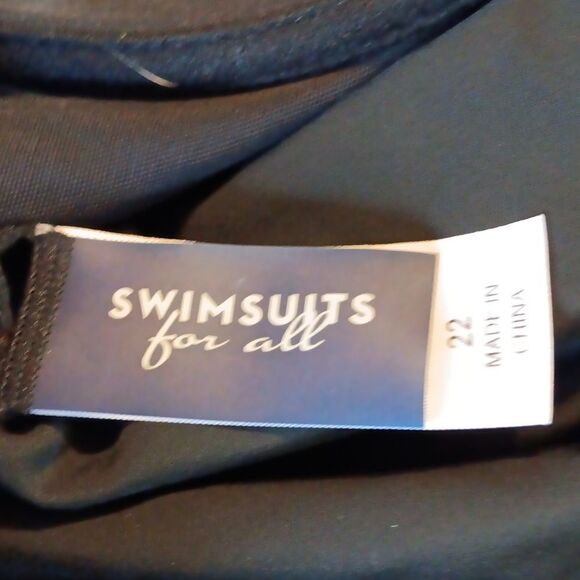 SWIMSUITS
for all
22
MADE IN
CHINA